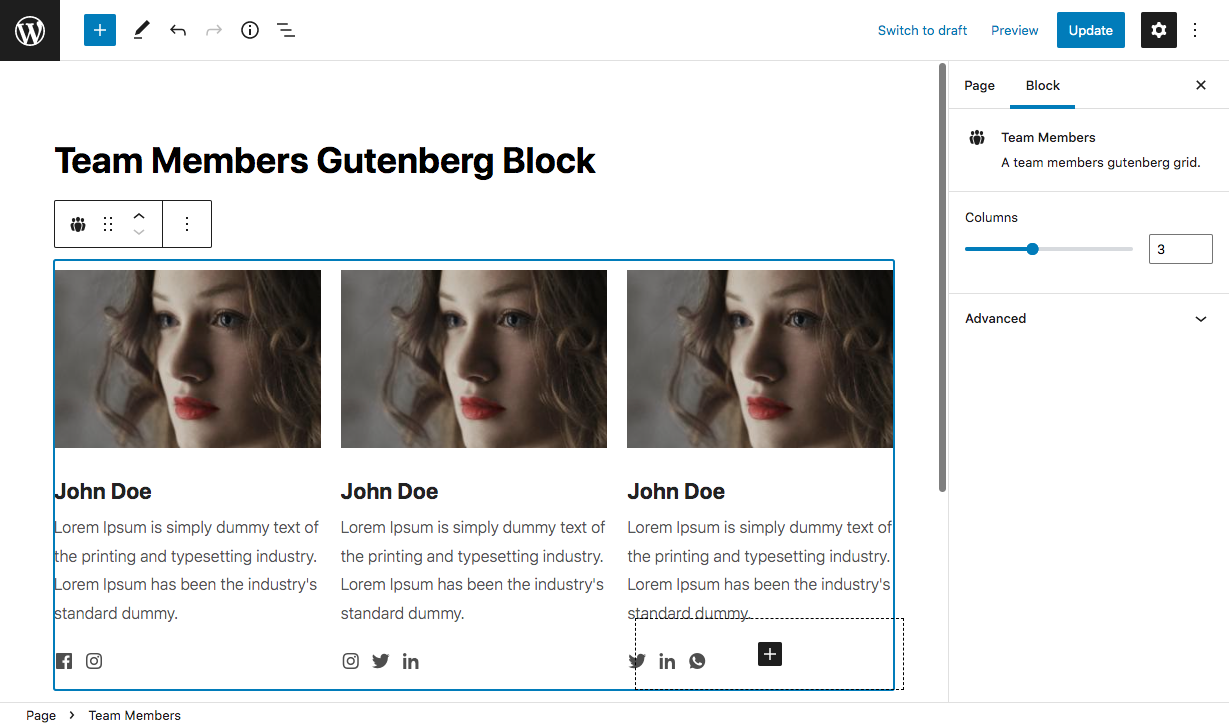 Switch to draft Preview Update
Page Block
Team Members Gutenberg Block
Team Members
A team members gutenberg grid.
Columns
3
Advanced
John Doe
Lorem Ipsum is simply dummy text of
the printing and typesetting industry.
Lorem Ipsum has been the industry's
standard dummy.
John Doe
Lorem Ipsum is simply dummy text of
the printing and typesetting industry.
Lorem Ipsum has been the industry's
standard dummy.
John Doe
Lorem Ipsum is simply dummy text of
the printing and typesetting industry.
Lorem Ipsum has been the industry's
standard dummy.
Page > Team Members